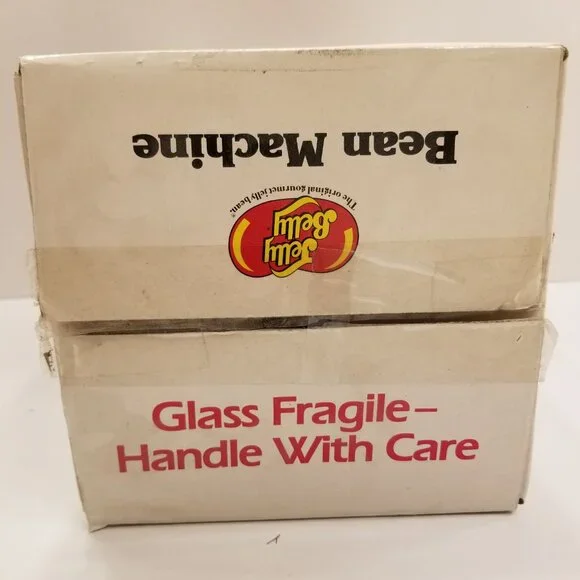 Bean Machine
The original gourmet jelly bean.®
Jelly
Belly
Glass Fragile–
Handle With Care